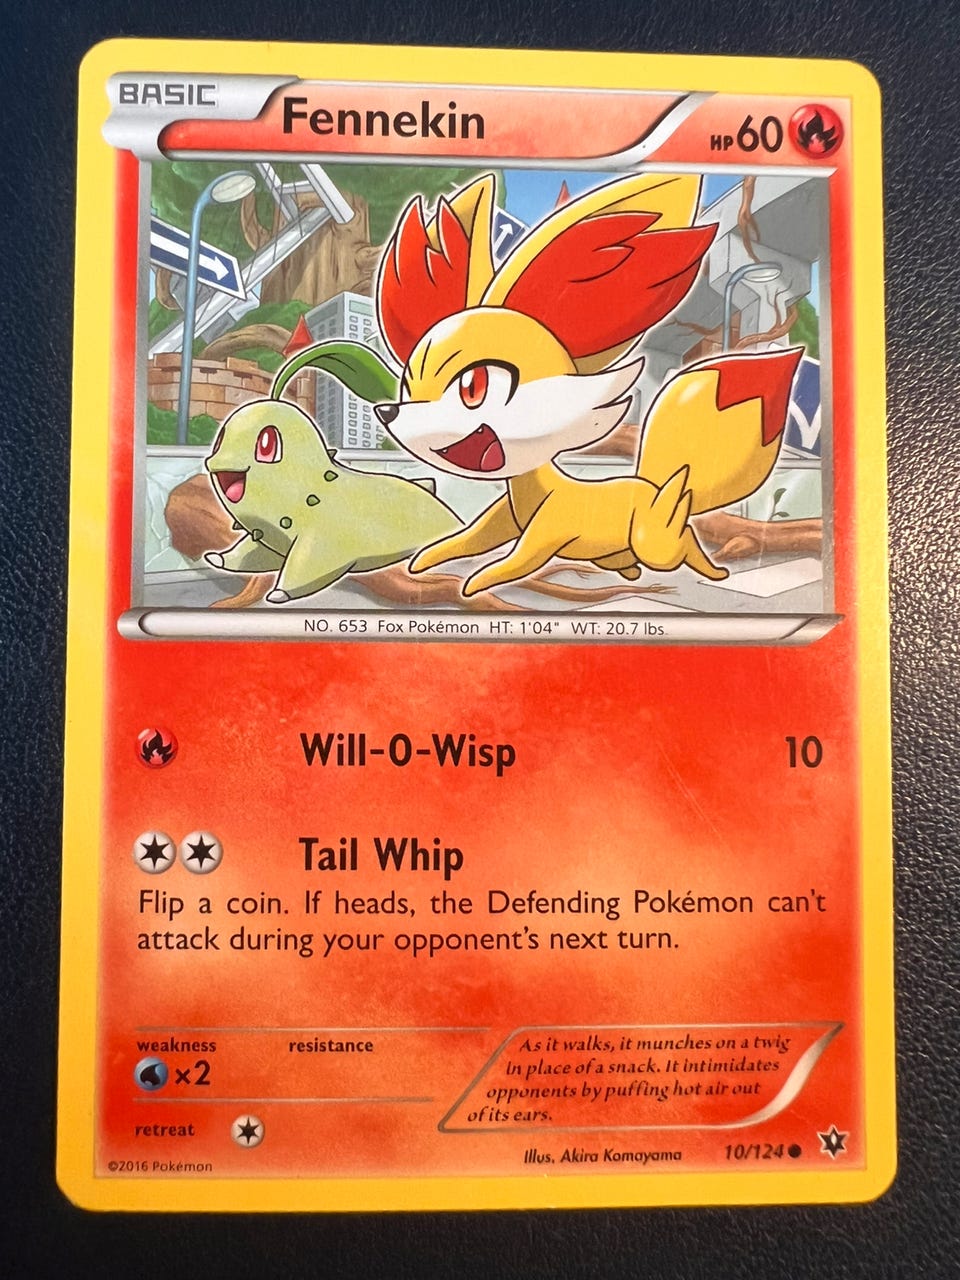 BASIC
Fennekin
HP 60
NO. 653 Fox Pokémon HT: 1'04" WT: 20.7 lbs.
Will-O-Wisp 10
Tail Whip
Flip a coin. If heads, the Defending Pokémon can't
attack during your opponent's next turn.
weakness resistance
×2
retreat
As it walks, it munches on a twig
in place of a snack. It intimidates
opponents by puffing hot air out
of its ears.
©2016 Pokémon
Illus. Akira Komayama
10/124